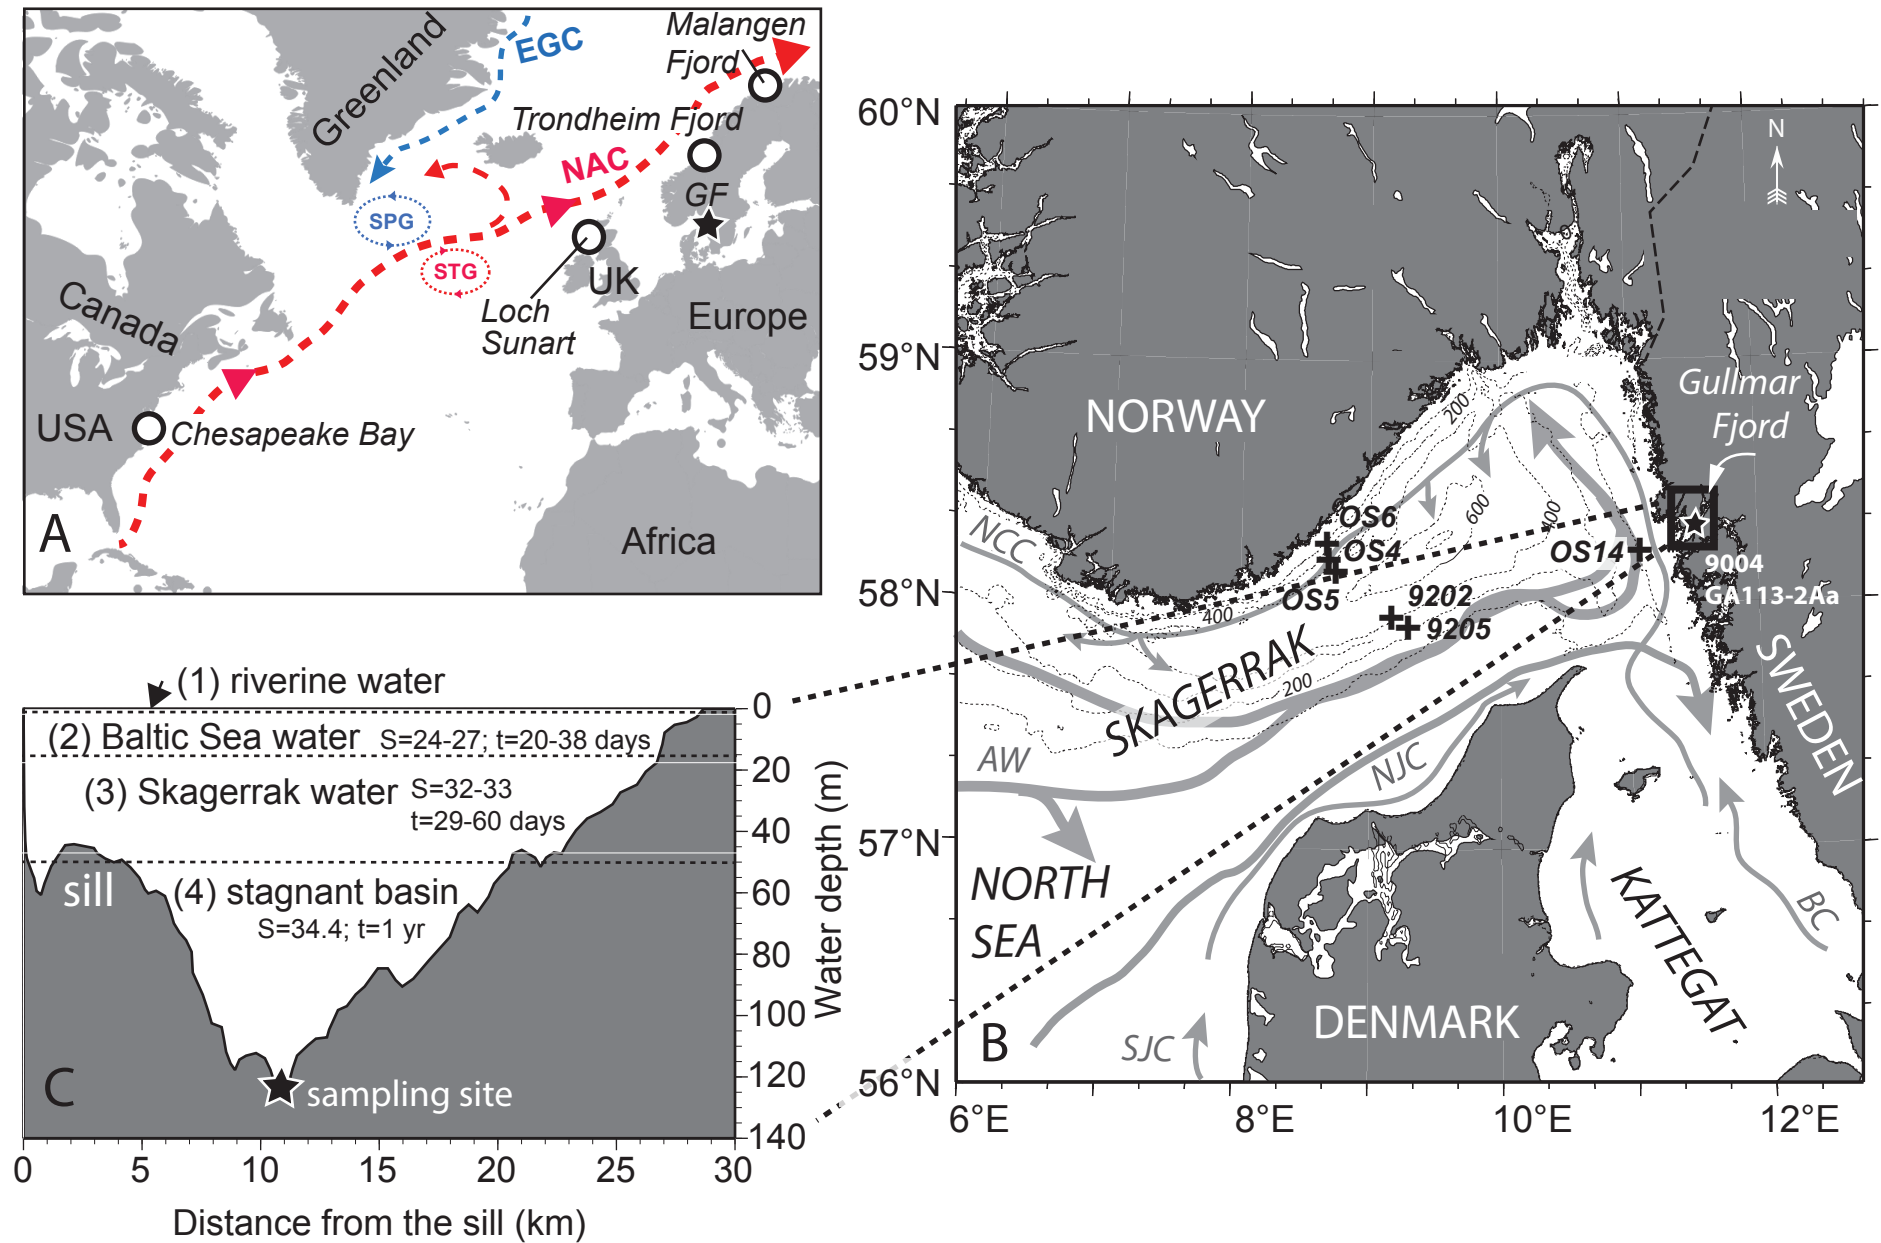 Malangen
Fjord
EGC
Greenland
Trondheim Fjord
NAC
GF
SPG
STG
UK
Loch
Sunart
Canada
Europe
USA
Chesapeake Bay
Africa
A
60°N
59°N
58°N
57°N
56°N
6°E
8°E
10°E
12°E
N
NORWAY
Gullmar
Fjord
200
600
400
NCC
OS6
OS4
OS5
OS14
9202
9205
9004
GA113-2Aa
400
SKAGERRAK
200
SWEDEN
AW
NJC
NORTH
SEA
KATTEGAT
BC
DENMARK
SJC
B
(1) riverine water
(2) Baltic Sea water S=24-27; t=20-38 days
(3) Skagerrak water S=32-33
t=29-60 days
sill
(4) stagnant basin
S=34.4; t=1 yr
C
sampling site
0
20
40
60
80
100
120
140
Water depth (m)
0 5 10 15 20 25 30
Distance from the sill (km)